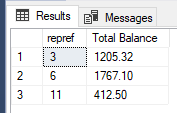 Results Messages
repref Total Balance
1 3 1205.32
2 6 1767.10
3 11 412.50